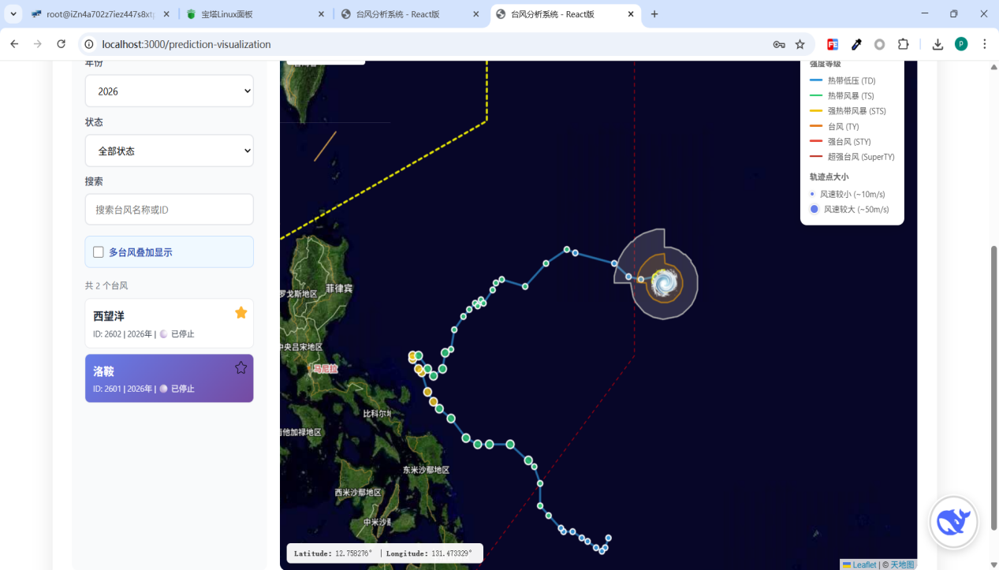 root@iZn4a702z7iez447s8xt
宝塔Linux面板
台风分析系统 - React版
台风分析系统 - React版
localhost:3000/prediction-visualization
P
年份
2026
状态
全部状态
搜索
搜索台风名称或ID
多台风叠加显示
共 2 个台风
西望洋
ID: 2602 | 2026年 | 已停止
洛鞍
ID: 2601 | 2026年 | 已停止
强度等级
热带低压 (TD)
热带风暴 (TS)
强热带风暴 (STS)
台风 (TY)
强台风 (STY)
超强台风 (SuperTY)
轨迹点大小
风速较小 (~10m/s)
风速较大 (~50m/s)
菲律宾
罗戈斯地区
中央吕宋地区
马尼拉
比科尔地
他加禄地区
东米沙鄢地区
西米沙鄢地区
中米沙
Latitude: 12.758276° | Longitude: 131.473329°
Leaflet | © 天地图